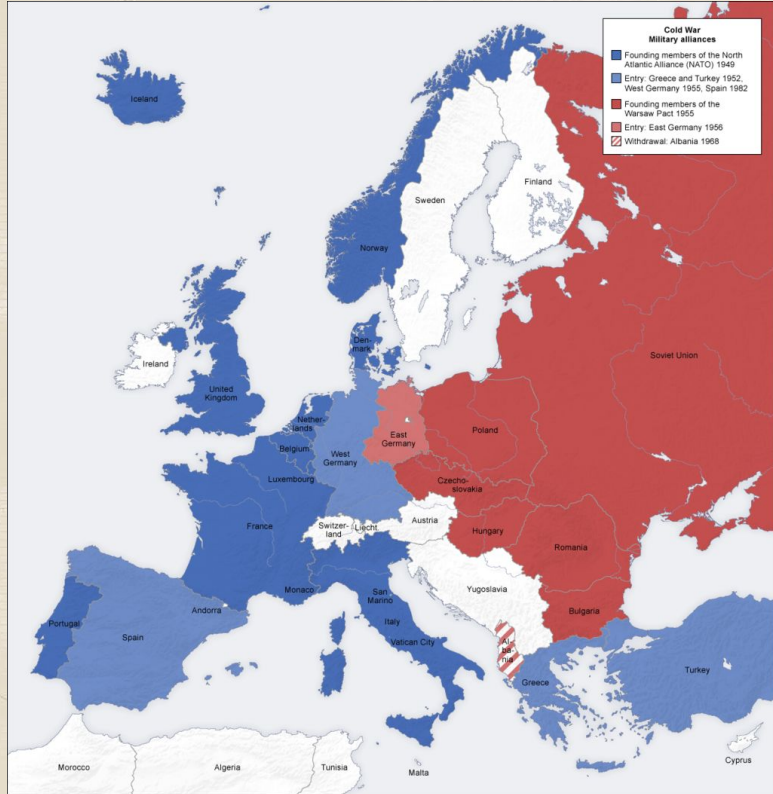 Cold War
Military alliances
Founding members of the North
Atlantic Alliance (NATO) 1949
Entry: Greece and Turkey 1952,
West Germany 1955, Spain 1982
Founding members of the
Warsaw Pact 1955
Entry: East Germany 1956
Withdrawal: Albania 1968
Iceland
Finland
Sweden
Norway
Den-
mark
Ireland
United
Kingdom
Soviet Union
Nether-
lands
Belgium
Luxembourg
West
Germany
East
Germany
Poland
Czecho-
slovakia
France
Switzer-
land
Liecht
Austria
Hungary
Romania
Yugoslavia
Monaco
San
Marino
Italy
Vatican City
Andorra
Portugal
Spain
Bulgaria
Al-
ba-
nia
Greece
Turkey
Morocco
Algeria
Tunisia
Malta
Cyprus